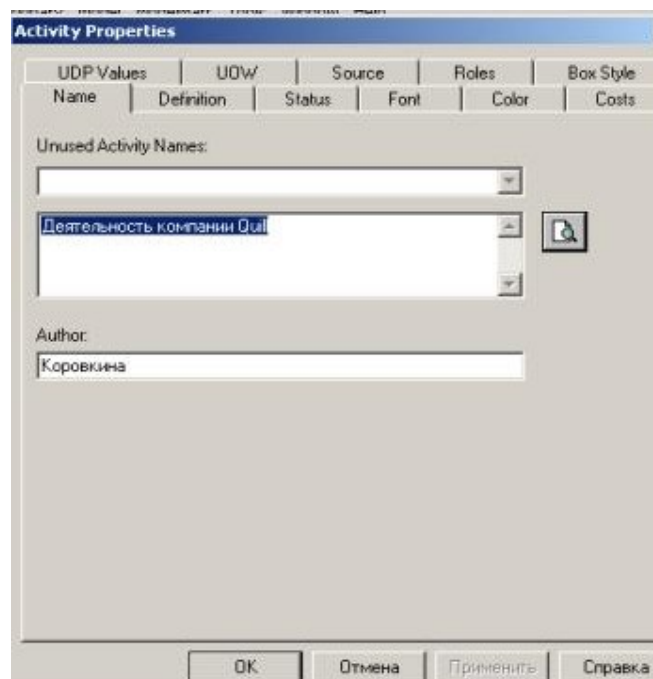 Activity Properties
UDP Values UOW Source Roles Box Style
Name Definition Status Font Color Costs
Unused Activity Names:
Деятельность компании Quil
Author:
Коровкина
OK Отмена Применить Справка